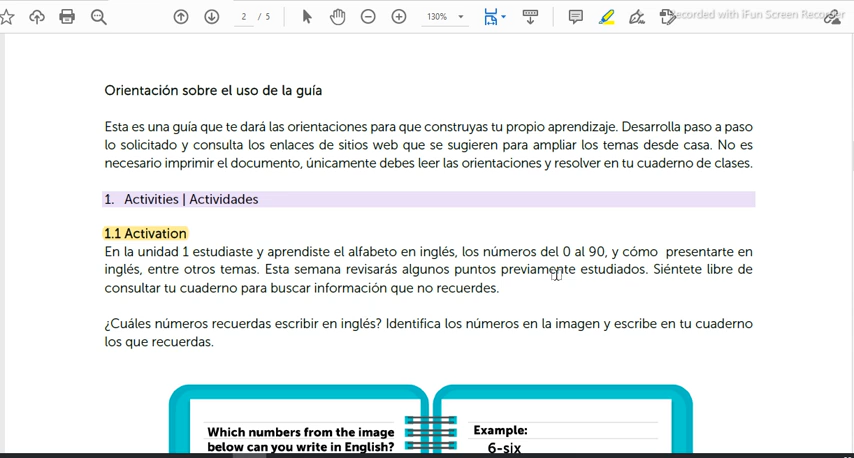 2 / 5
130%
Recorded with iFun Screen Recorder
Orientación sobre el uso de la guía
Esta es una guía que te dará las orientaciones para que construyas tu propio aprendizaje. Desarrolla paso a paso
lo solicitado y consulta los enlaces de sitios web que se sugieren para ampliar los temas desde casa. No es
necesario imprimir el documento, únicamente debes leer las orientaciones y resolver en tu cuaderno de clases.
1. Activities | Actividades
1.1 Activation
En la unidad 1 estudiaste y aprendiste el alfabeto en inglés, los números del 0 al 90, y cómo presentarte en
inglés, entre otros temas. Esta semana revisarás algunos puntos previamente estudiados. Siéntete libre de
consultar tu cuaderno para buscar información que no recuerdes.
¿Cuáles números recuerdas escribir en inglés? Identifica los números en la imagen y escribe en tu cuaderno
los que recuerdas.
Which numbers from the image
below can you write in English?
Example:
6-six